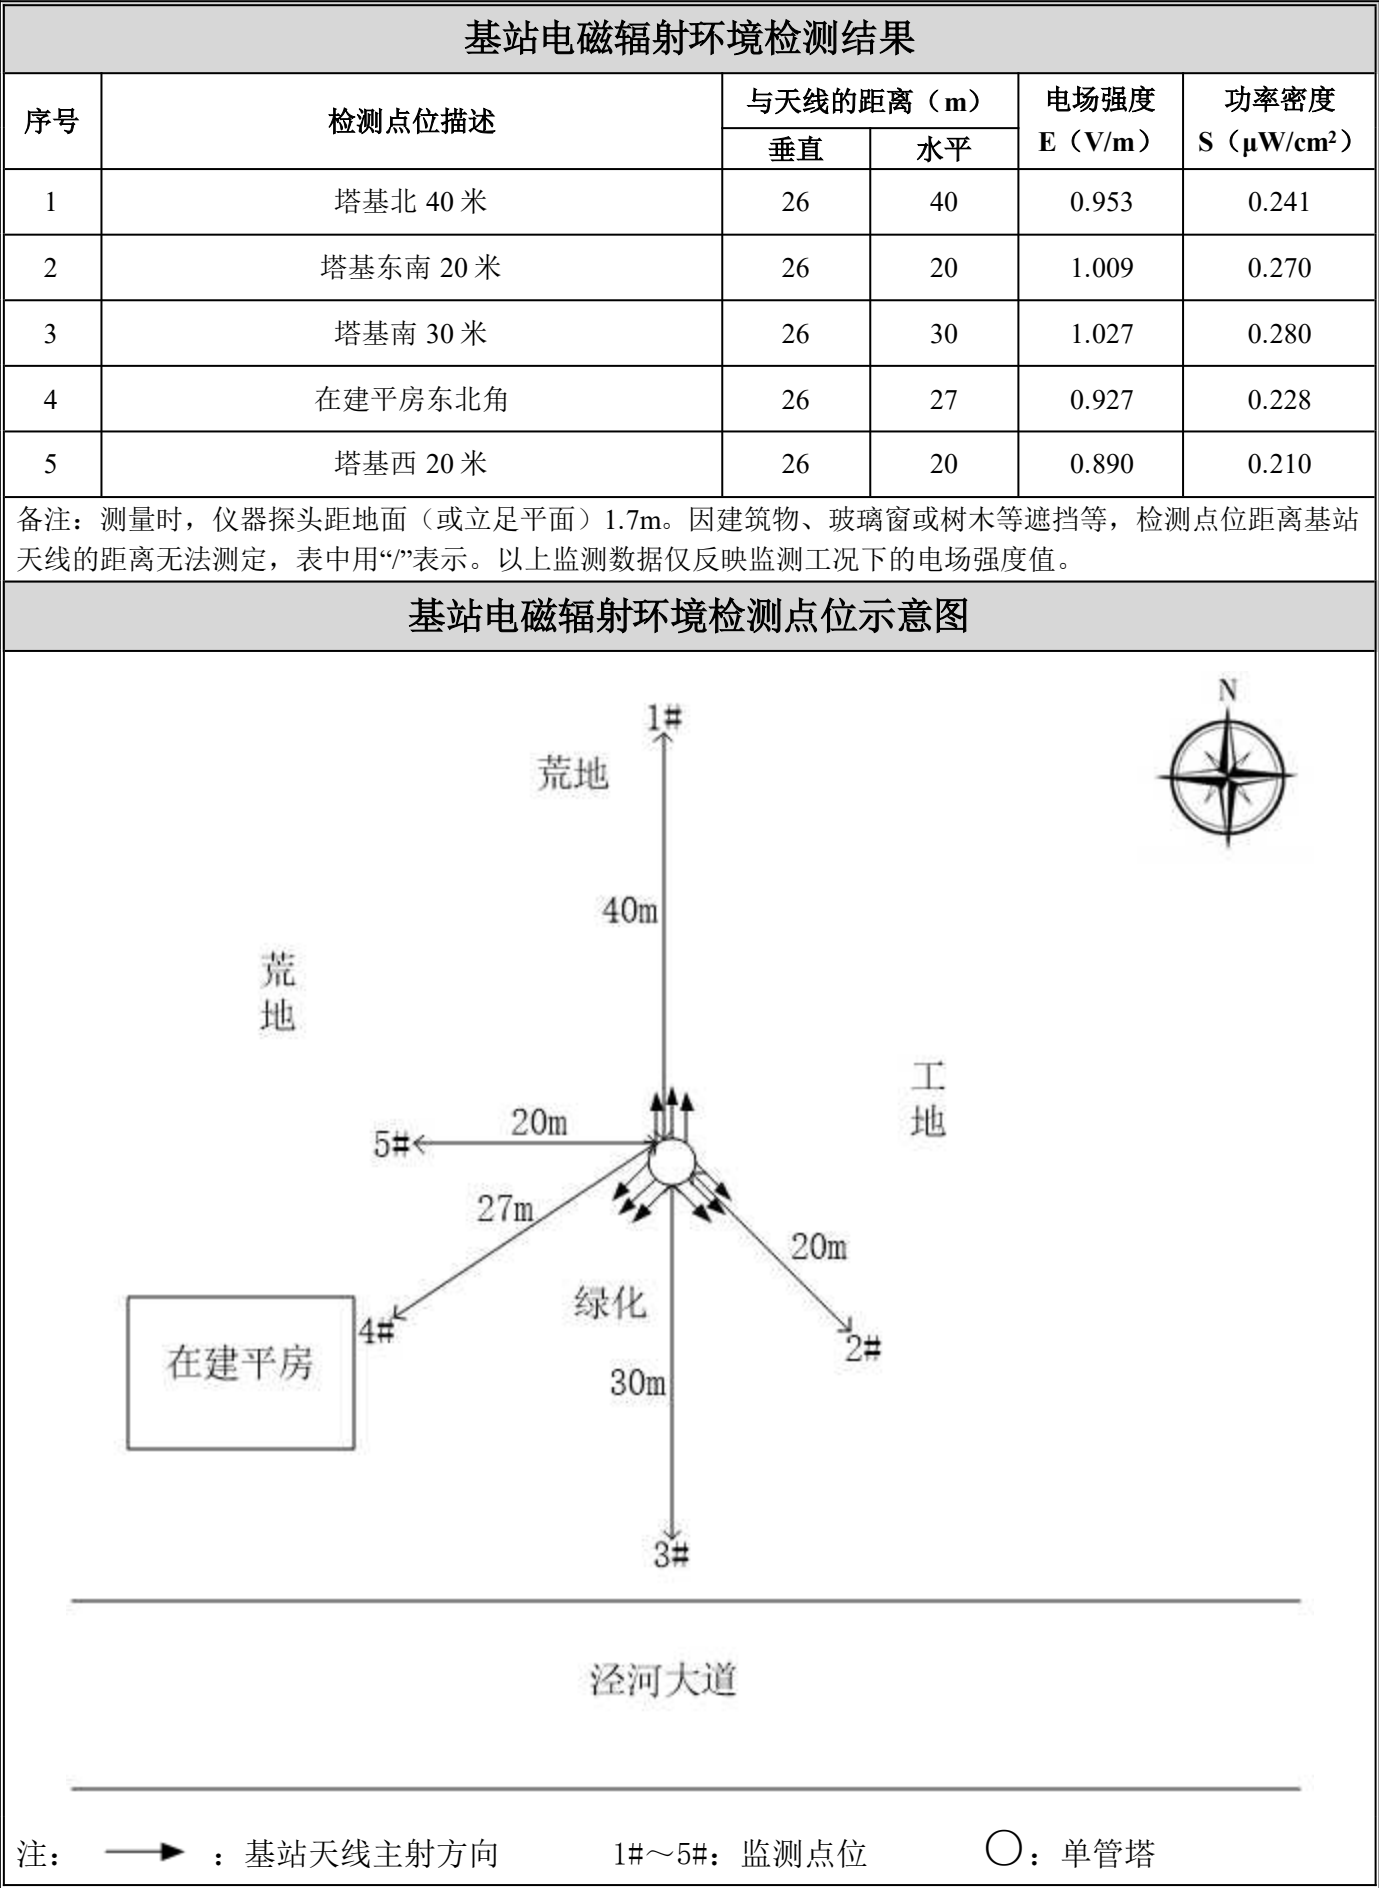 基站电磁辐射环境检测结果
序号 检测点位描述 与天线的距离（m） 电场强度 E（V/m） 功率密度 S（μW/cm²）
垂直 水平
1 塔基北 40 米 26 40 0.953 0.241
2 塔基东南 20 米 26 20 1.009 0.270
3 塔基南 30 米 26 30 1.027 0.280
4 在建平房东北角 26 27 0.927 0.228
5 塔基西 20 米 26 20 0.890 0.210
备注：测量时，仪器探头距地面（或立足平面）1.7m。因建筑物、玻璃窗或树木等遮挡等，检测点位距离基站
天线的距离无法测定，表中用“/”表示。以上监测数据仅反映监测工况下的电场强度值。
基站电磁辐射环境检测点位示意图
N
1#
荒地
40m
荒地
工地
20m
5#
27m
20m
绿化
4#
2#
在建平房
30m
3#
泾河大道
注： ：基站天线主射方向 1#～5#：监测点位 ：单管塔